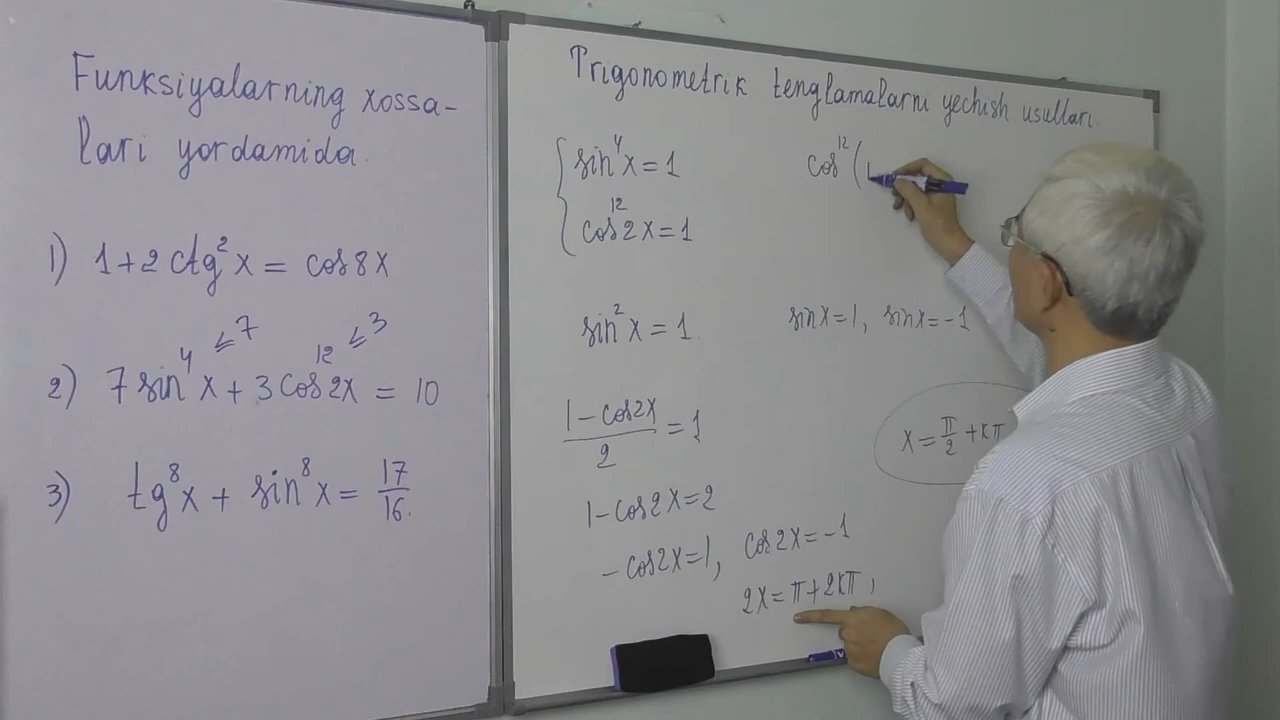 Funksiyalarning xossa-
lari yordamida.
1) 1+2 ctg²x = cos8x
≤7 ≤3
2) 7sin⁴x + 3cos¹²2x = 10
3) tg⁸x + sin⁸x = 17/16.
Trigonometrik tenglamalarni yechish usullari.
sin⁴x = 1
cos¹²2x = 1
cos¹²(
sin²x = 1.
sinx=1, sinx=-1
(1-cos2x)/2 = 1
x = π/2 + kπ
1-cos2x=2
-cos2x=1, cos2x=-1
2x=π+2kπ,